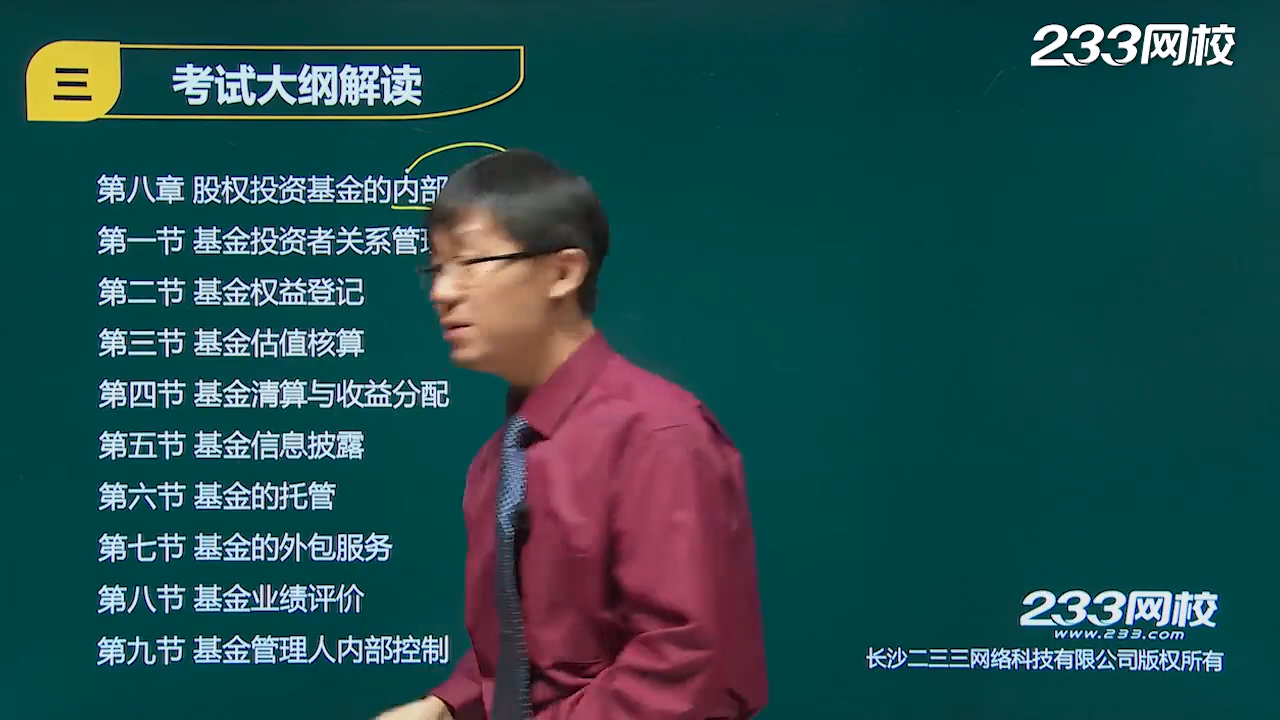 233网校
三
考试大纲解读
第八章 股权投资基金的内部
第一节 基金投资者关系管理
第二节 基金权益登记
第三节 基金估值核算
第四节 基金清算与收益分配
第五节 基金信息披露
第六节 基金的托管
第七节 基金的外包服务
第八节 基金业绩评价
第九节 基金管理人内部控制
233网校
www.233.com
长沙二三三网络科技有限公司版权所有